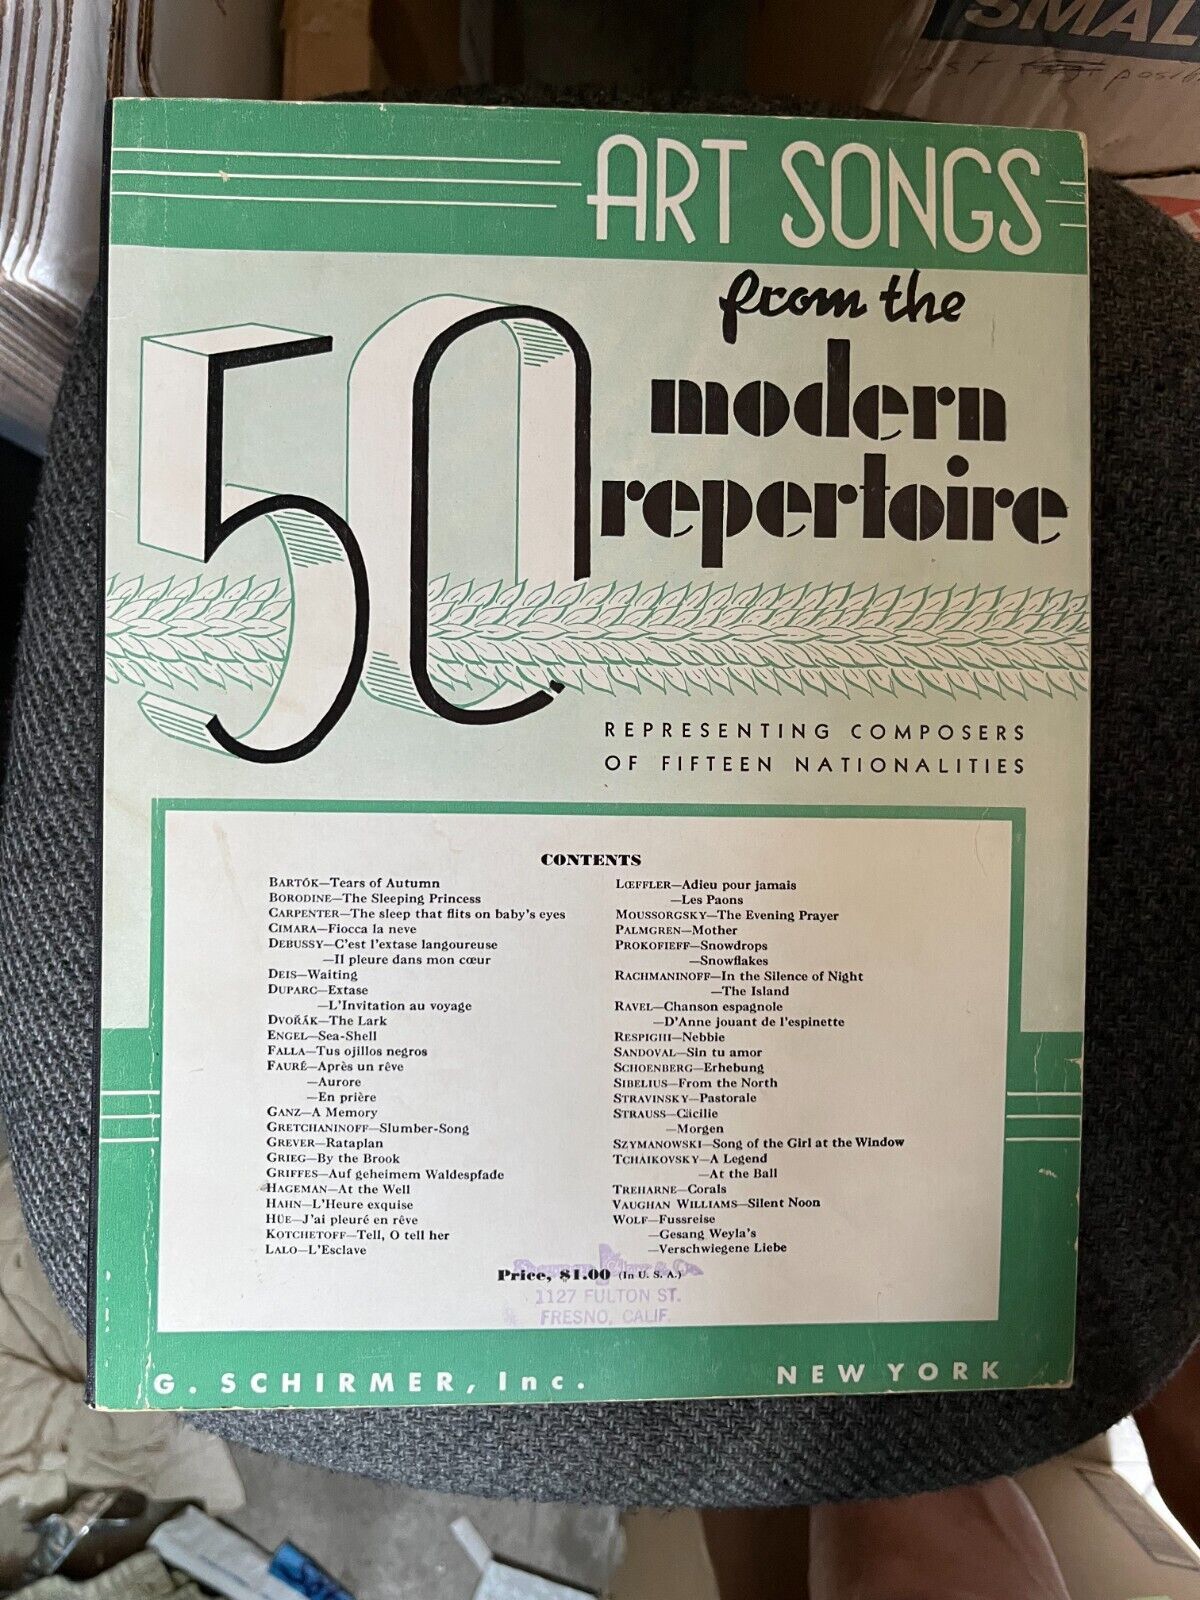 SMAL
ART SONGS
from the
modern
repertoire
50
REPRESENTING COMPOSERS
OF FIFTEEN NATIONALITIES
CONTENTS
BARTÓK—Tears of Autumn
BORODINE—The Sleeping Princess
CARPENTER—The sleep that flits on baby's eyes
CIMARA—Fiocca la neve
DEBUSSY—C'est l'extase langoureuse
—Il pleure dans mon cœur
DEIS—Waiting
DUPARC—Extase
—L'Invitation au voyage
DVOŘÁK—The Lark
ENGEL—Sea-Shell
FALLA—Tus ojillos negros
FAURÉ—Après un rêve
—Aurore
—En prière
GANZ—A Memory
GRETCHANINOFF—Slumber-Song
GREVER—Rataplan
GRIEG—By the Brook
GRIFFES—Auf geheimem Waldespfade
HAGEMAN—At the Well
HAHN—L'Heure exquise
HÜE—J'ai pleuré en rêve
KOTCHETOFF—Tell, O tell her
LALO—L'Esclave
LŒFFLER—Adieu pour jamais
—Les Paons
MOUSSORGSKY—The Evening Prayer
PALMGREN—Mother
PROKOFIEFF—Snowdrops
—Snowflakes
RACHMANINOFF—In the Silence of Night
—The Island
RAVEL—Chanson espagnole
—D'Anne jouant de l'espinette
RESPIGHI—Nebbie
SANDOVAL—Sin tu amor
SCHOENBERG—Erhebung
SIBELIUS—From the North
STRAVINSKY—Pastorale
STRAUSS—Cäcilie
—Morgen
SZYMANOWSKI—Song of the Girl at the Window
TCHAIKOVSKY—A Legend
—At the Ball
TREHARNE—Corals
VAUGHAN WILLIAMS—Silent Noon
WOLF—Fussreise
—Gesang Weyla's
—Verschwiegene Liebe
Price, $1.00 (In U. S. A.)
1127 FULTON ST.
FRESNO, CALIF.
G. SCHIRMER, Inc. NEW YORK